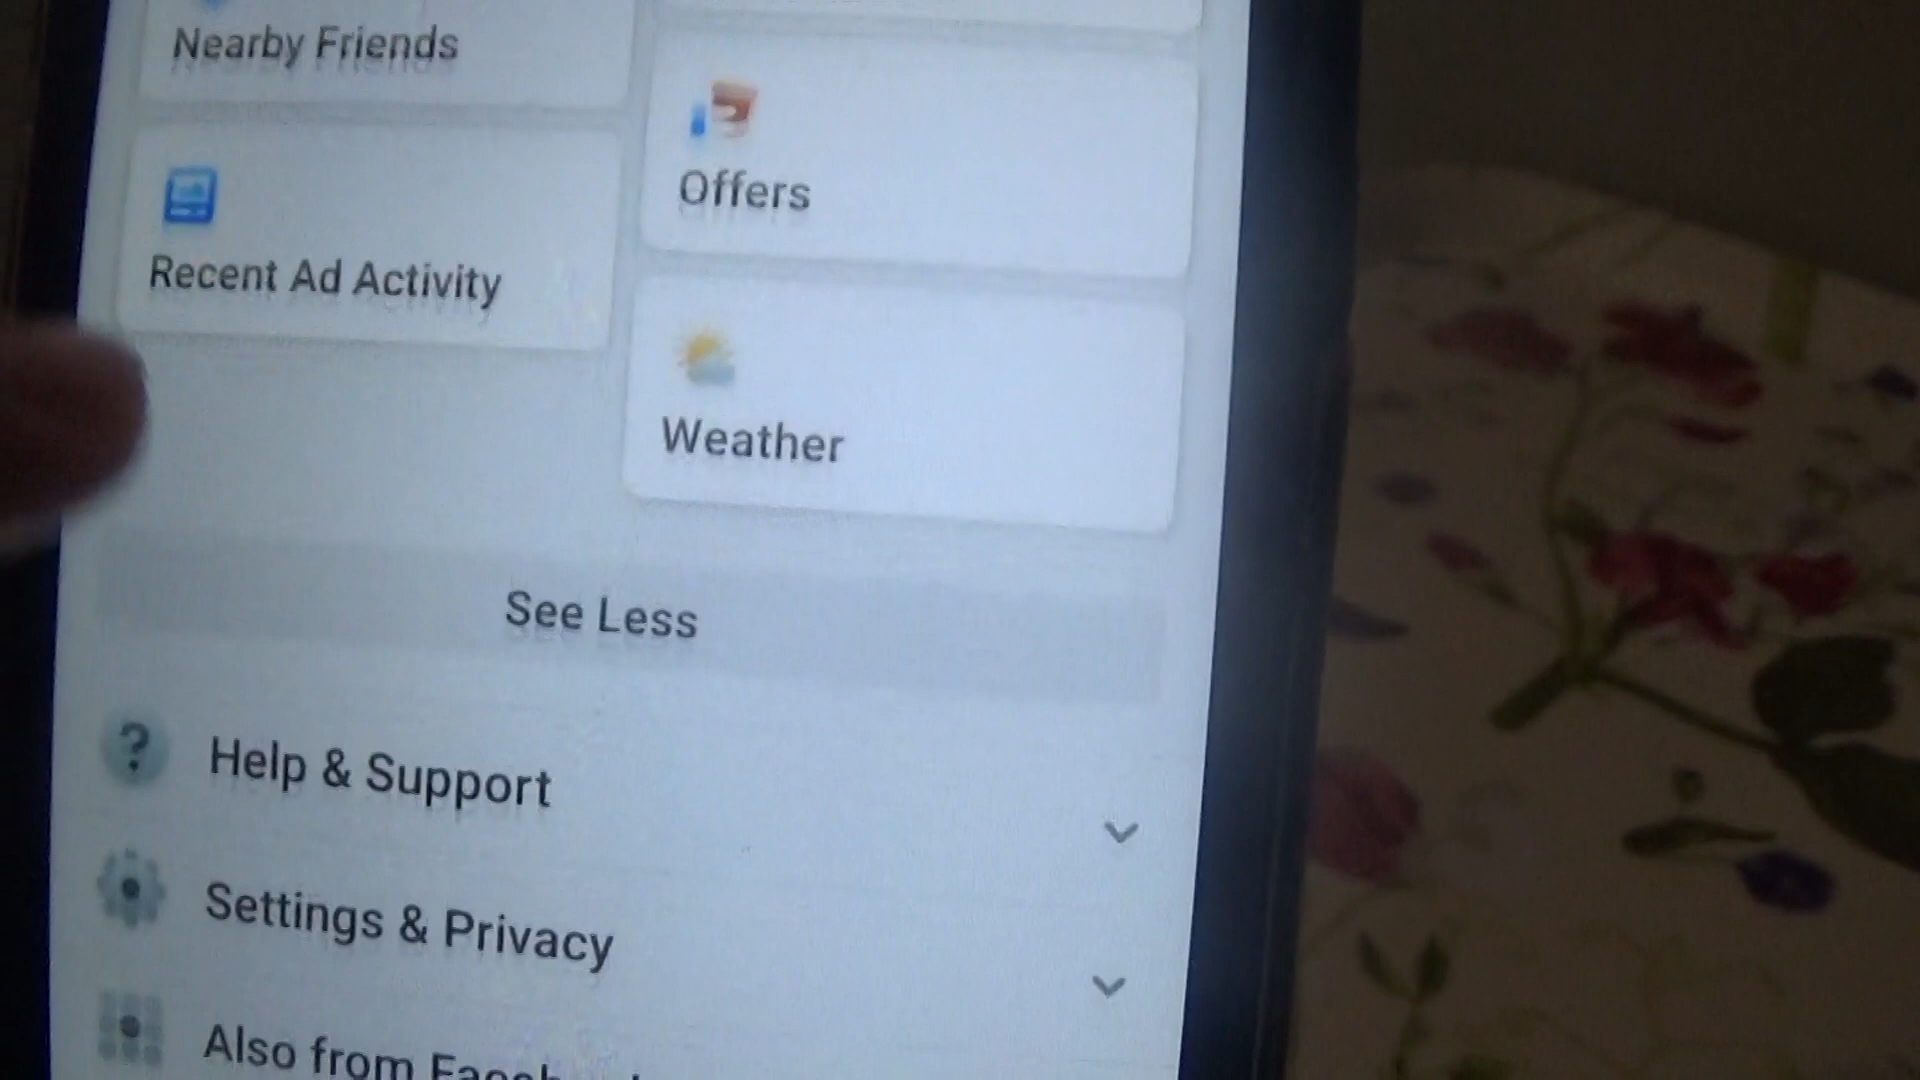 Nearby Friends
Offers
Recent Ad Activity
Weather
See Less
? Help & Support
Settings & Privacy
Also from